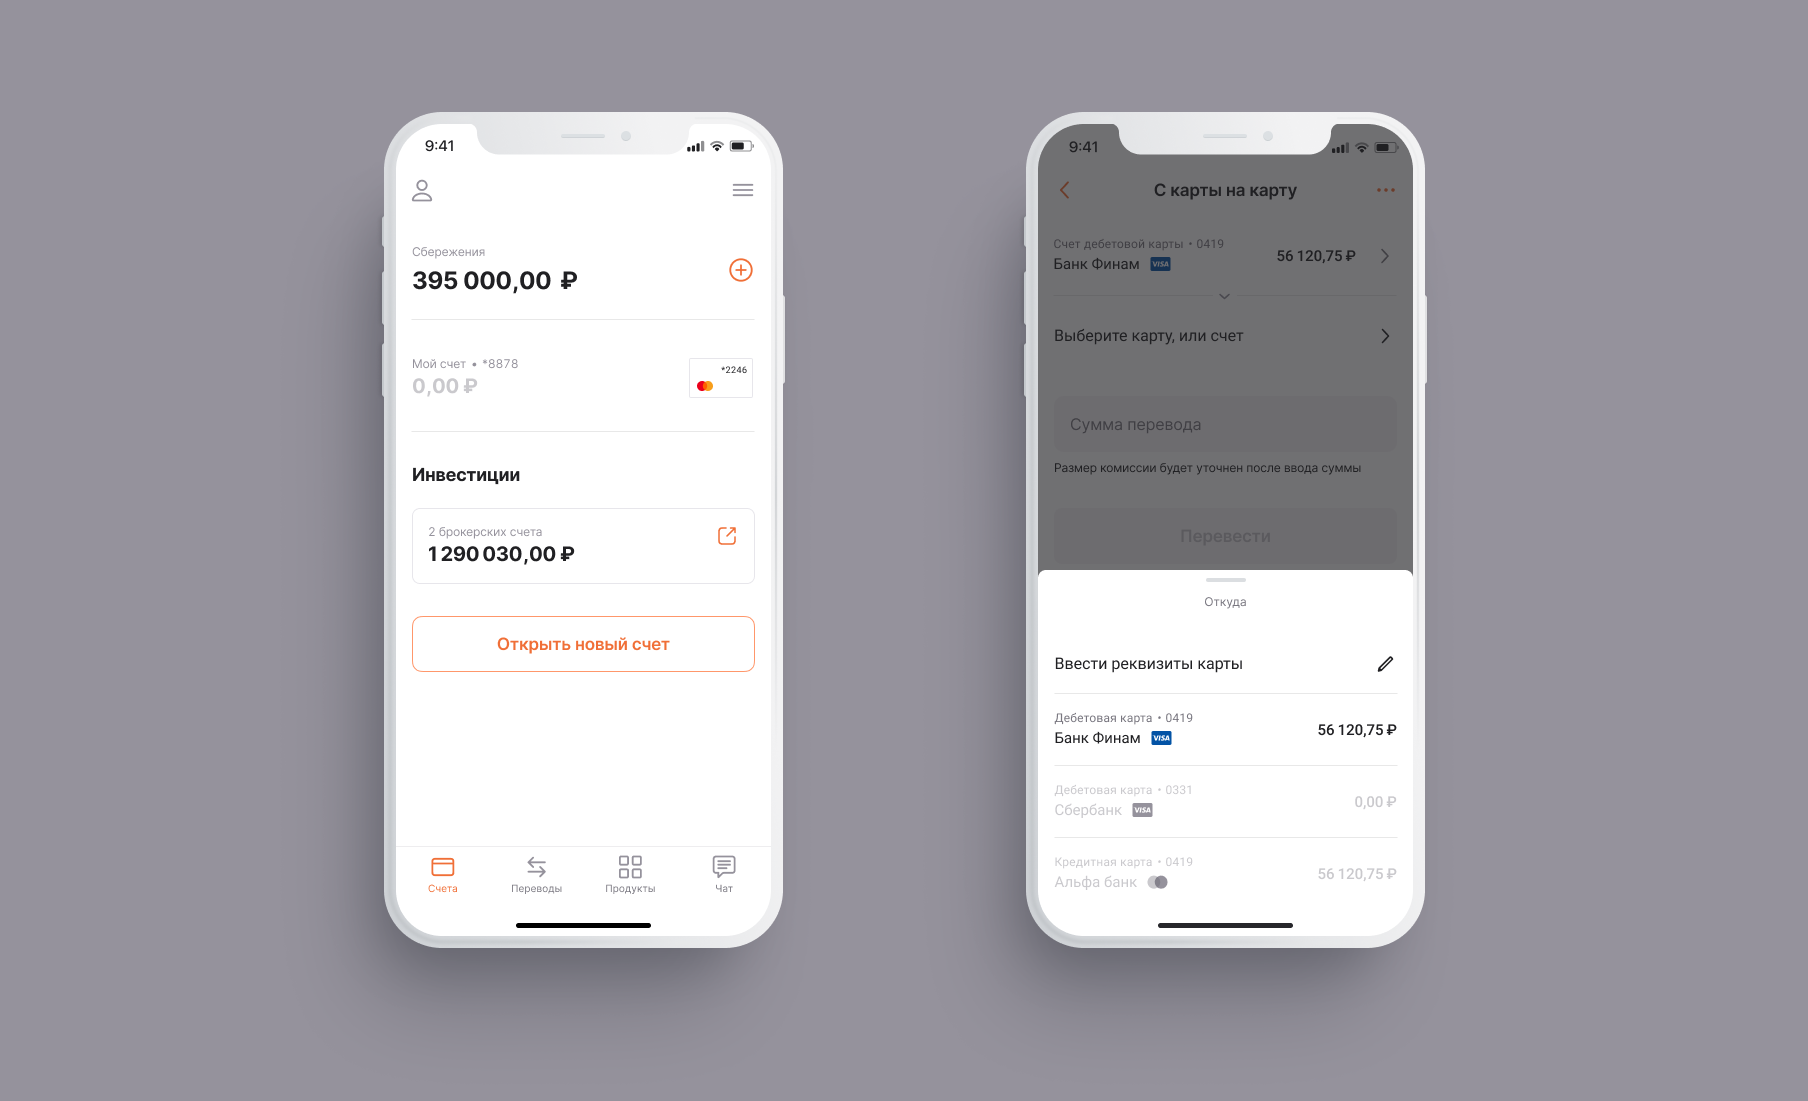 9:41
Сбережения
395 000,00 ₽
Мой счет • *8878
0,00 ₽
*2246
Инвестиции
2 брокерских счета
1 290 030,00 ₽
Открыть новый счет
Счета
Переводы
Продукты
Чат
9:41
С карты на карту
Счет дебетовой карты • 0419
Банк Финам VISA
56 120,75 ₽
Выберите карту, или счет
Сумма перевода
Размер комиссии будет уточнен после ввода суммы
Перевести
Откуда
Ввести реквизиты карты
Дебетовая карта • 0419
Банк Финам VISA
56 120,75 ₽
Дебетовая карта • 0331
Сбербанк VISA
0,00 ₽
Кредитная карта • 0419
Альфа банк
56 120,75 ₽